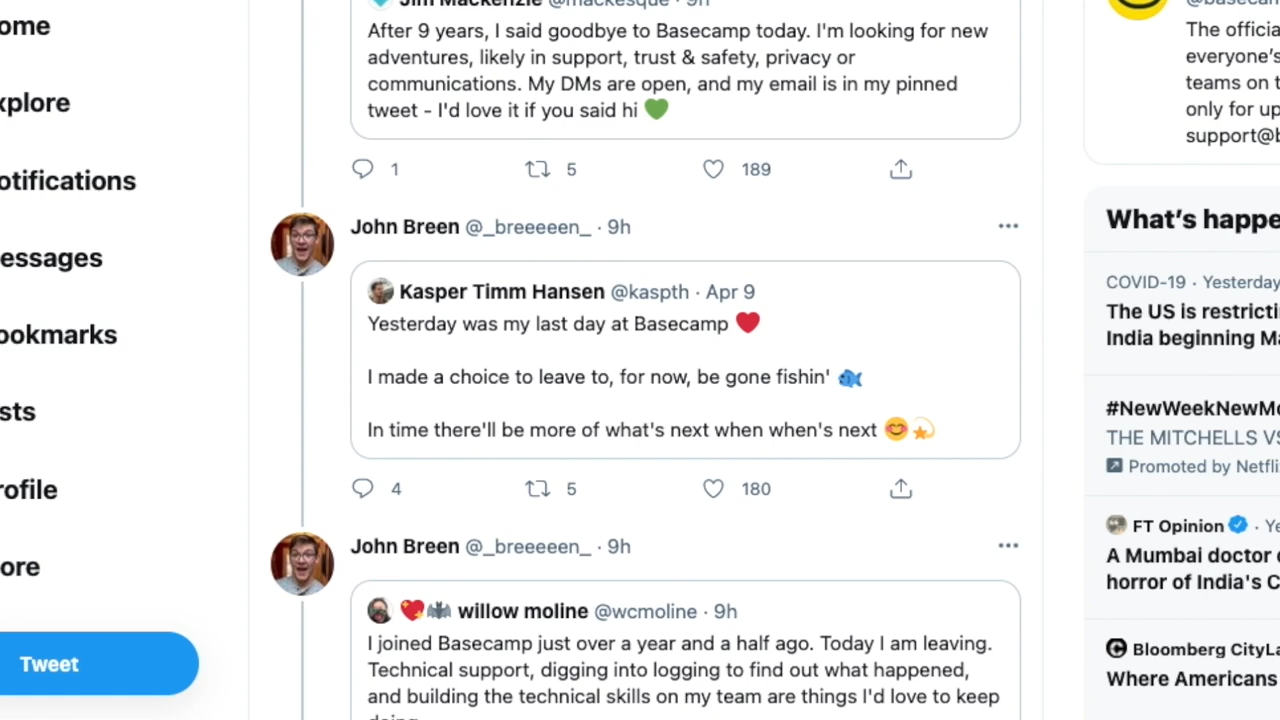 ome
xplore
otifications
essages
ookmarks
sts
rofile
ore
Tweet
Jim Mackenzie @mackesque · 9h
After 9 years, I said goodbye to Basecamp today. I'm looking for new
adventures, likely in support, trust & safety, privacy or
communications. My DMs are open, and my email is in my pinned
tweet - I'd love it if you said hi 💚
1 5 189
John Breen @_breeeeen_ · 9h
Kasper Timm Hansen @kaspth · Apr 9
Yesterday was my last day at Basecamp ❤️
I made a choice to leave to, for now, be gone fishin' 🐟
In time there'll be more of what's next when when's next 😊💫
4 5 180
John Breen @_breeeeen_ · 9h
💖🦇 willow moline @wcmoline · 9h
I joined Basecamp just over a year and a half ago. Today I am leaving.
Technical support, digging into logging to find out what happened,
and building the technical skills on my team are things I'd love to keep
doing
@basecam
The officia
everyone's
teams on t
only for up
support@b
What's happe
COVID-19 · Yesterday
The US is restricti
India beginning Ma
#NewWeekNewMo
THE MITCHELLS VS
Promoted by Netfli
FT Opinion · Ye
A Mumbai doctor o
horror of India's C
Bloomberg CityLa
Where Americans